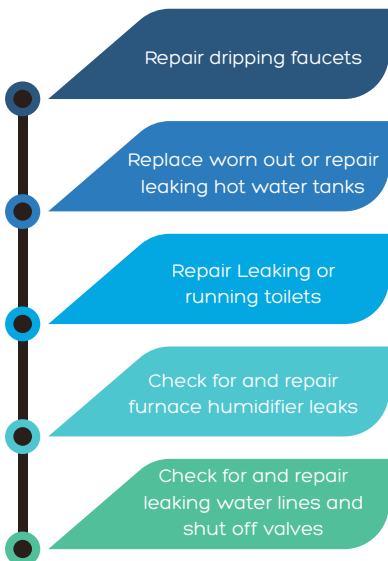 Repair dripping faucets
Replace worn out or repair
leaking hot water tanks
Repair Leaking or
running toilets
Check for and repair
furnace humidifier leaks
Check for and repair
leaking water lines and
shut off valves